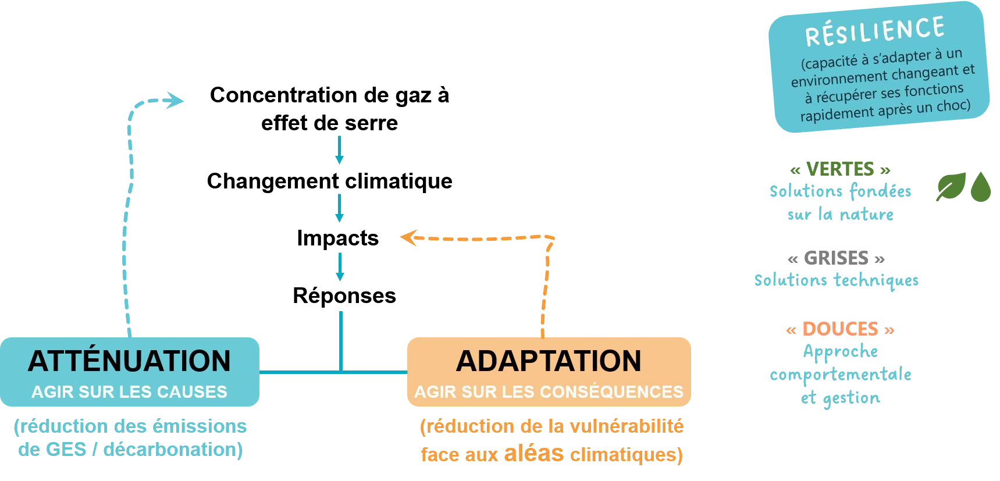 Concentration de gaz à
effet de serre
Changement climatique
Impacts
Réponses
ATTÉNUATION
AGIR SUR LES CAUSES
(réduction des émissions
de GES / décarbonation)
ADAPTATION
AGIR SUR LES CONSÉQUENCES
(réduction de la vulnérabilité
face aux aléas climatiques)
RÉSILIENCE
(capacité à s'adapter à un
environnement changeant et
à récupérer ses fonctions
rapidement après un choc)
« VERTES »
Solutions fondées
sur la nature
« GRISES »
Solutions techniques
« DOUCES »
Approche
comportementale
et gestion